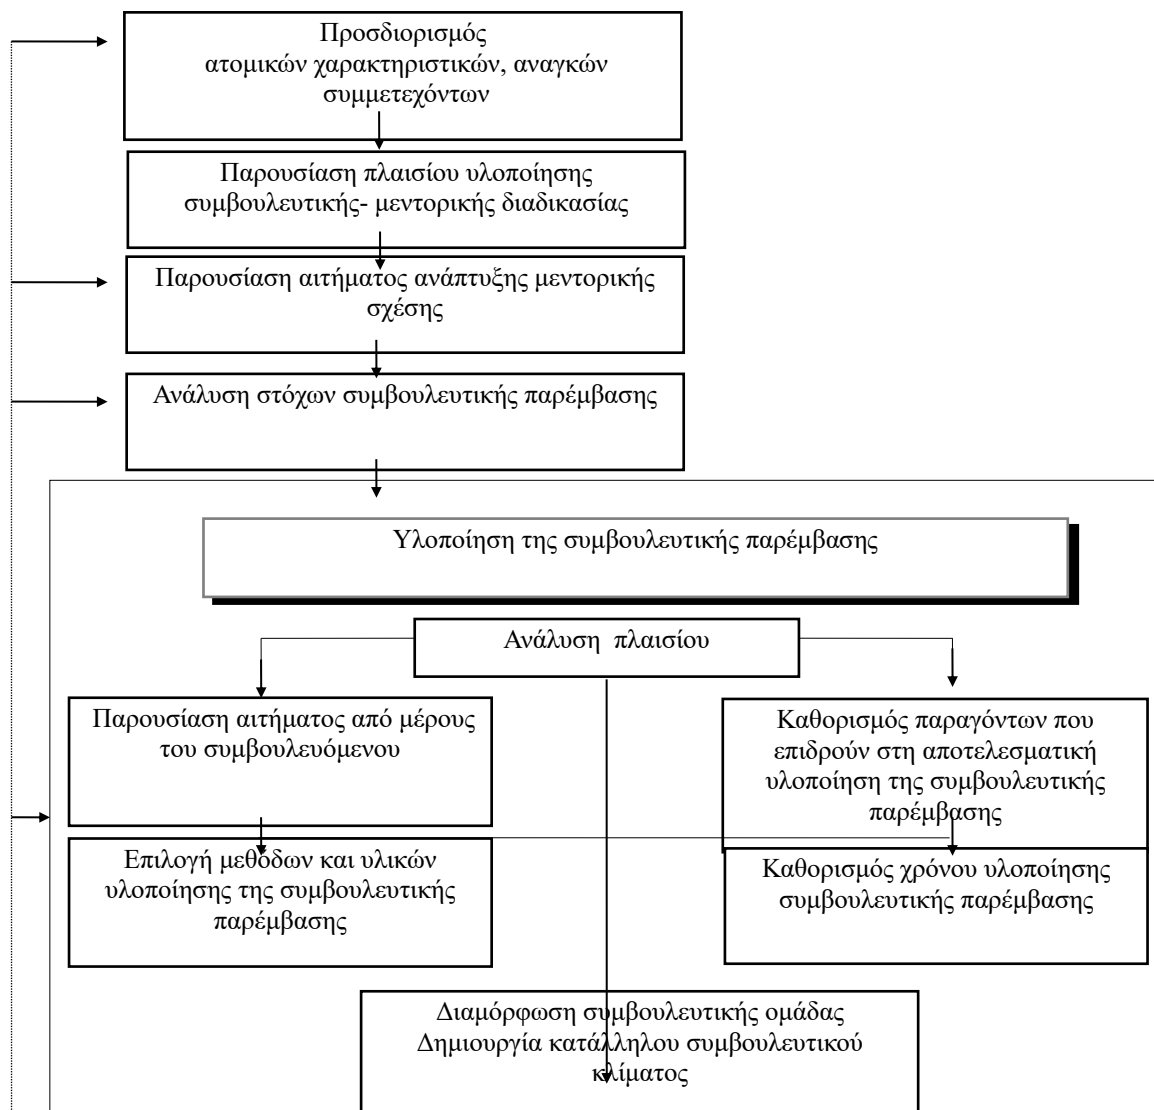 Προσδιορισμός
ατομικών χαρακτηριστικών, αναγκών
συμμετεχόντων
Παρουσίαση πλαισίου υλοποίησης
συμβουλευτικής- μεντορικής διαδικασίας
Παρουσίαση αιτήματος ανάπτυξης μεντορικής
σχέσης
Ανάλυση στόχων συμβουλευτικής παρέμβασης
Υλοποίηση της συμβουλευτικής παρέμβασης
Ανάλυση πλαισίου
Παρουσίαση αιτήματος από μέρους
του συμβουλευόμενου
Καθορισμός παραγόντων που
επιδρούν στη αποτελεσματική
υλοποίηση της συμβουλευτικής
παρέμβασης
Επιλογή μεθόδων και υλικών
υλοποίησης της συμβουλευτικής
παρέμβασης
Καθορισμός χρόνου υλοποίησης
συμβουλευτικής παρέμβασης
Διαμόρφωση συμβουλευτικής ομάδας
Δημιουργία κατάλληλου συμβουλευτικού
κλίματος